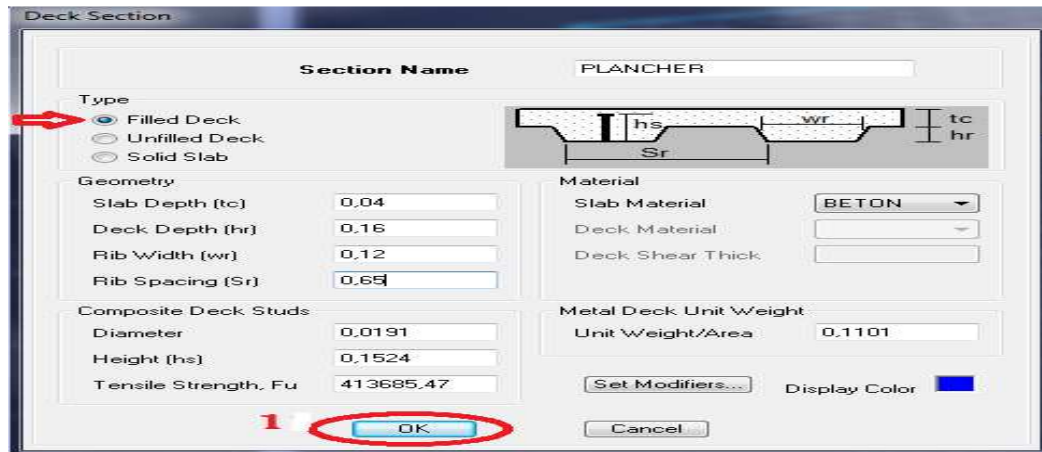 Deck Section
Section Name PLANCHER
Type
Filled Deck
Unfilled Deck
Solid Slab
hs wr tc
hr
Sr
Geometry
Slab Depth (tc) 0,04
Deck Depth (hr) 0,16
Rib Width (wr) 0,12
Rib Spacing (Sr) 0,65
Material
Slab Material BETON
Deck Material
Deck Shear Thick
Composite Deck Studs
Diameter 0,0191
Height (hs) 0,1524
Tensile Strength, Fu 413685,47
Metal Deck Unit Weight
Unit Weight/Area 0,1101
Set Modifiers... Display Color
1 OK Cancel